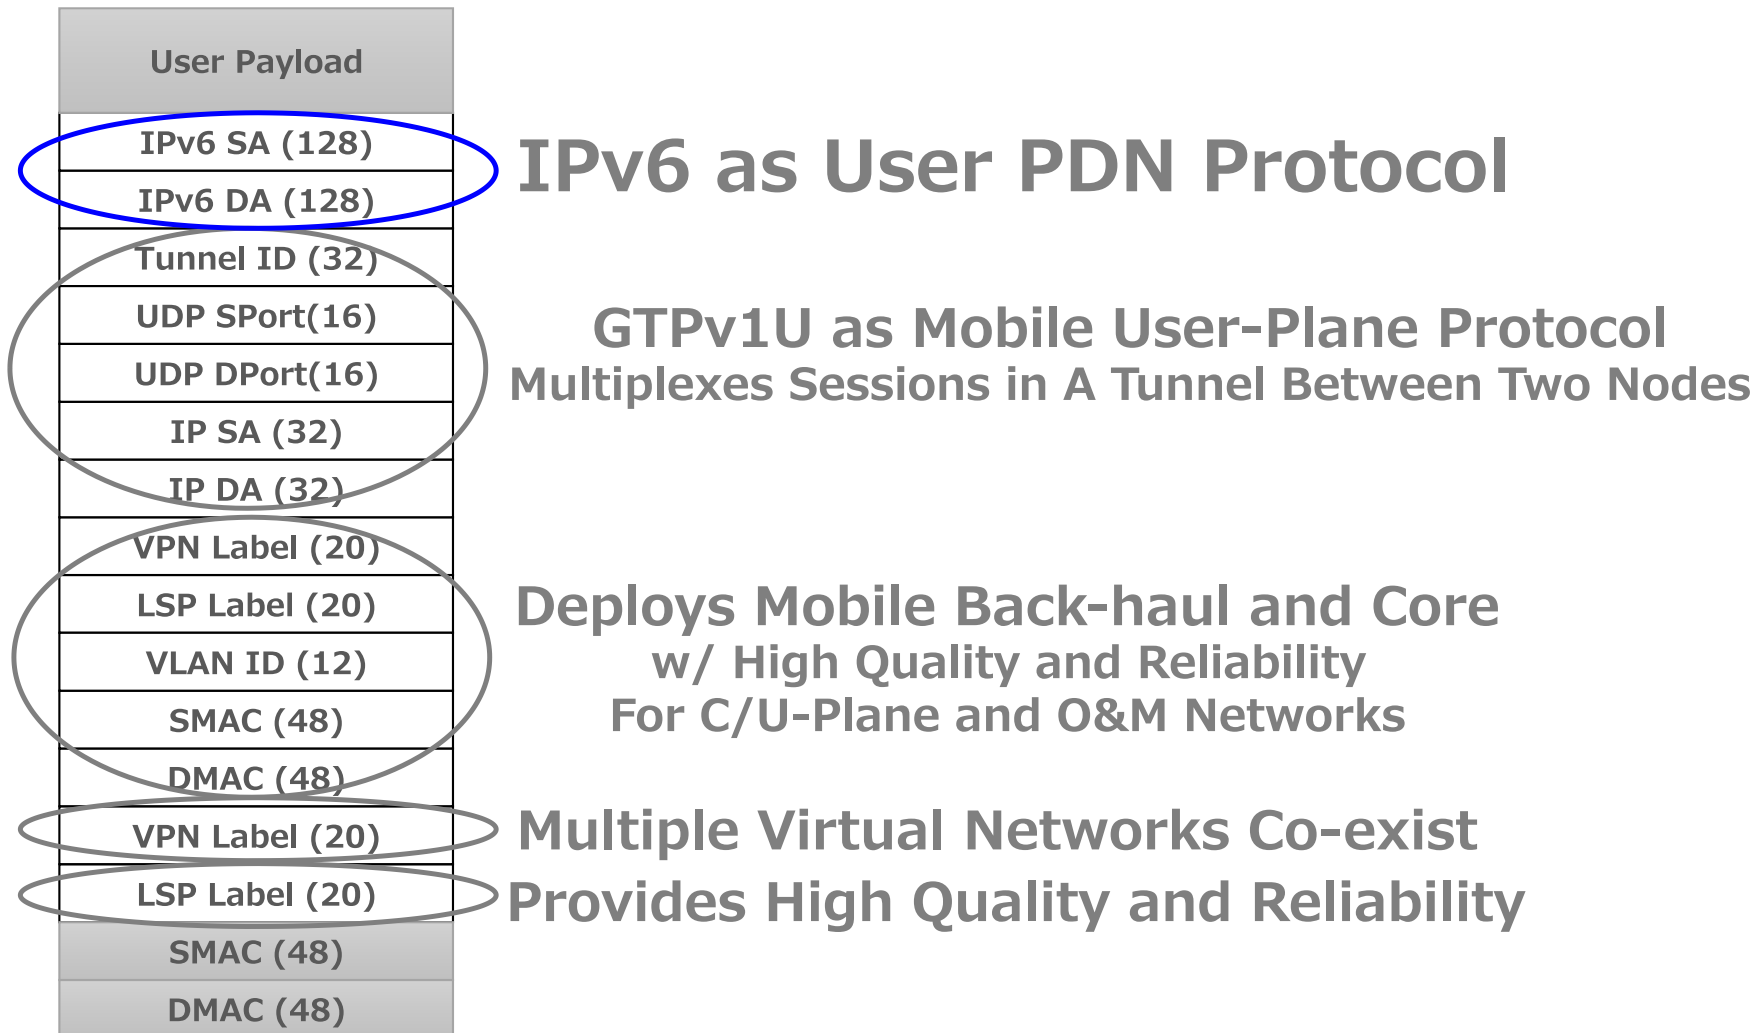 User Payload
IPv6 SA (128)
IPv6 DA (128)
IPv6 as User PDN Protocol
Tunnel ID (32)
UDP SPort(16)
UDP DPort(16)
IP SA (32)
IP DA (32)
GTPv1U as Mobile User-Plane Protocol
Multiplexes Sessions in A Tunnel Between Two Nodes
VPN Label (20)
LSP Label (20)
VLAN ID (12)
SMAC (48)
DMAC (48)
Deploys Mobile Back-haul and Core
w/ High Quality and Reliability
For C/U-Plane and O&M Networks
VPN Label (20)
Multiple Virtual Networks Co-exist
LSP Label (20)
Provides High Quality and Reliability
SMAC (48)
DMAC (48)